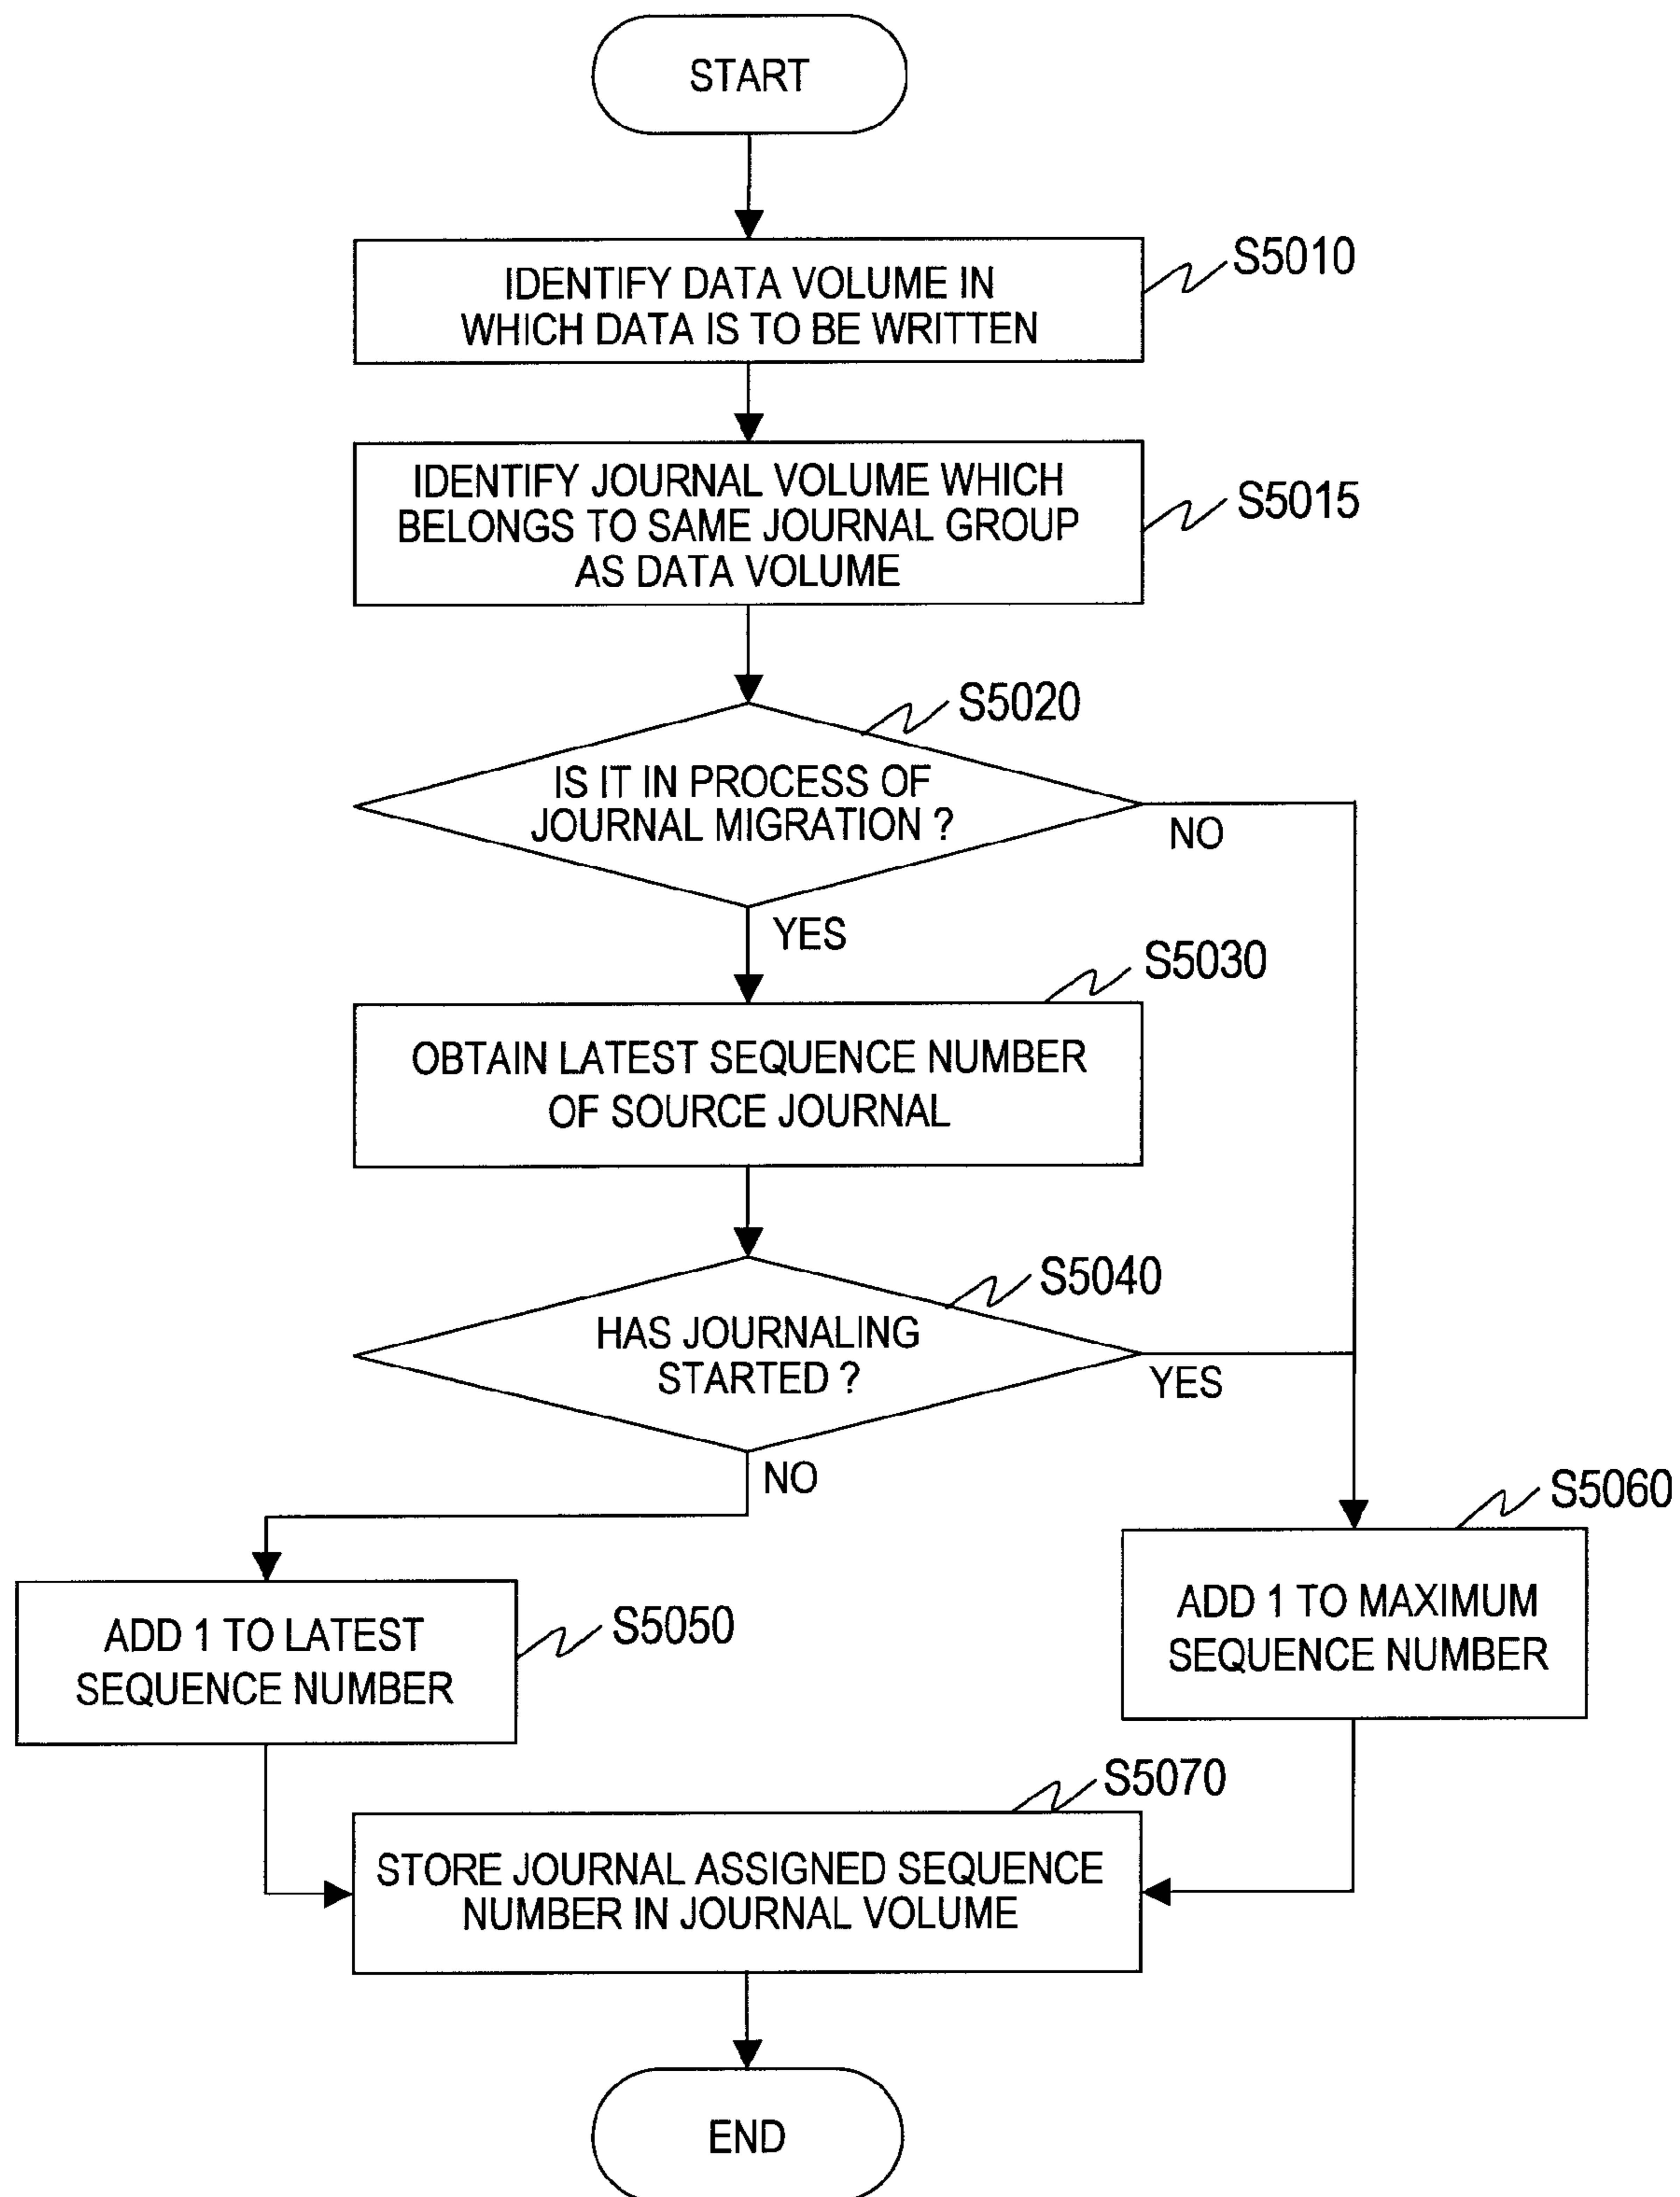 START
IDENTIFY DATA VOLUME IN
WHICH DATA IS TO BE WRITTEN
S5010
IDENTIFY JOURNAL VOLUME WHICH
BELONGS TO SAME JOURNAL GROUP
AS DATA VOLUME
S5015
S5020
IS IT IN PROCESS OF
JOURNAL MIGRATION ?
NO
YES
S5030
OBTAIN LATEST SEQUENCE NUMBER
OF SOURCE JOURNAL
S5040
HAS JOURNALING
STARTED ?
YES
NO
S5060
ADD 1 TO MAXIMUM
SEQUENCE NUMBER
ADD 1 TO LATEST
SEQUENCE NUMBER
S5050
S5070
STORE JOURNAL ASSIGNED SEQUENCE
NUMBER IN JOURNAL VOLUME
END